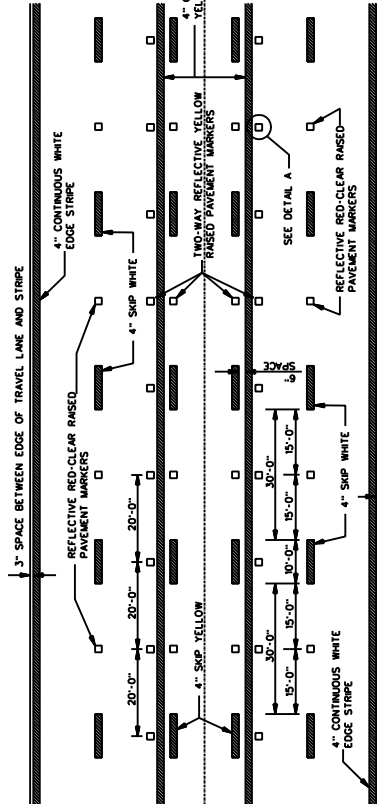 3" SPACE BETWEEN EDGE OF TRAVEL LANE AND STRIPE
4" CONTINUOUS WHITE
EDGE STRIPE
REFLECTIVE RED-CLEAR RAISED
PAVEMENT MARKERS
4" SKIP WHITE
20'-0"
20'-0"
20'-0"
TWO-WAY REFLECTIVE YELLOW
RAISED PAVEMENT MARKERS
4"
4" SKIP YELLOW
6"
SPACE
SEE DETAIL A
30'-0"
30'-0"
15'-0"
15'-0"
10'-0"
15'-0"
15'-0"
4" SKIP WHITE
REFLECTIVE RED-CLEAR RAISED
PAVEMENT MARKERS
4" CONTINUOUS WHITE
EDGE STRIPE